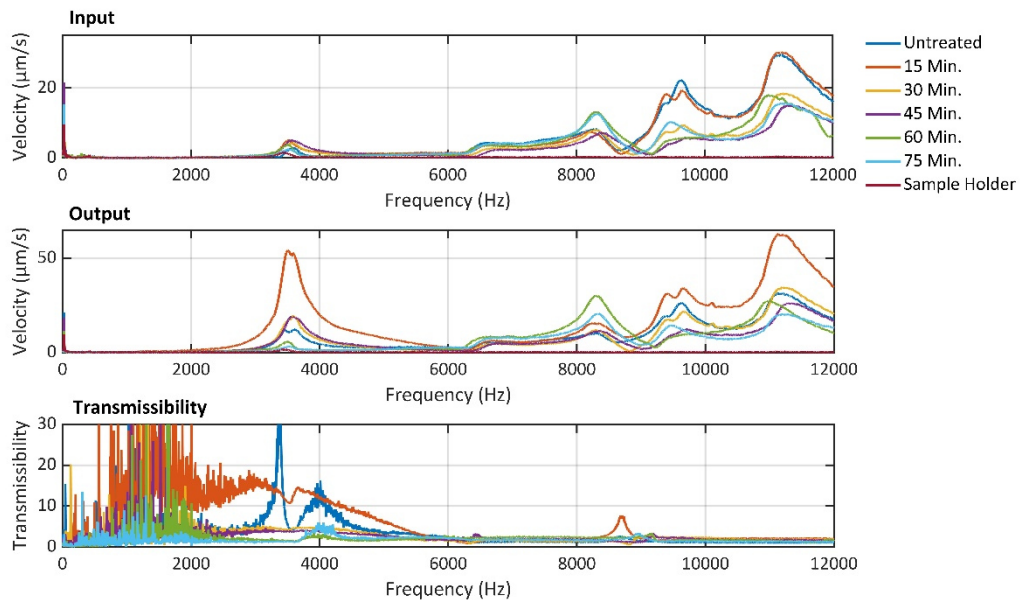 Input
Velocity (μm/s)
20
0
0 2000 4000 6000 8000 10000 12000
Frequency (Hz)
Untreated
15 Min.
30 Min.
45 Min.
60 Min.
75 Min.
Sample Holder
Output
Velocity (μm/s)
50
0
0 2000 4000 6000 8000 10000 12000
Frequency (Hz)
Transmissibility
Transmissibility
30
20
10
0
0 2000 4000 6000 8000 10000 12000
Frequency (Hz)